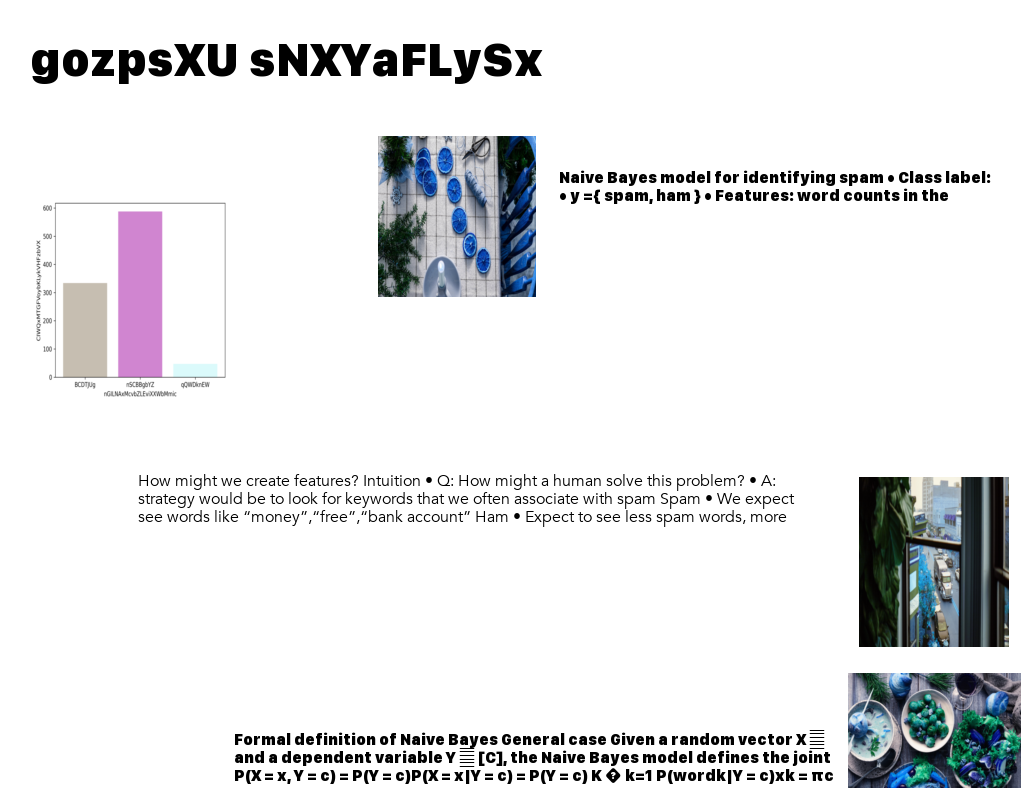 gozpsXU sNXYaFLySx
Naive Bayes model for identifying spam • Class label:
• y ={ spam, ham } • Features: word counts in the
600
500
400
300
200
100
0
BCDTJUg nSCBBgbYZ qQWDknEW
How might we create features? Intuition • Q: How might a human solve this problem? • A:
strategy would be to look for keywords that we often associate with spam Spam • We expect
see words like “money”,“free”,“bank account” Ham • Expect to see less spam words, more
Formal definition of Naive Bayes General case Given a random vector X
and a dependent variable Y [C], the Naive Bayes model defines the joint
P(X = x, Y = c) = P(Y = c)P(X = x|Y = c) = P(Y = c) K � k=1 P(wordk|Y = c)xk = πc